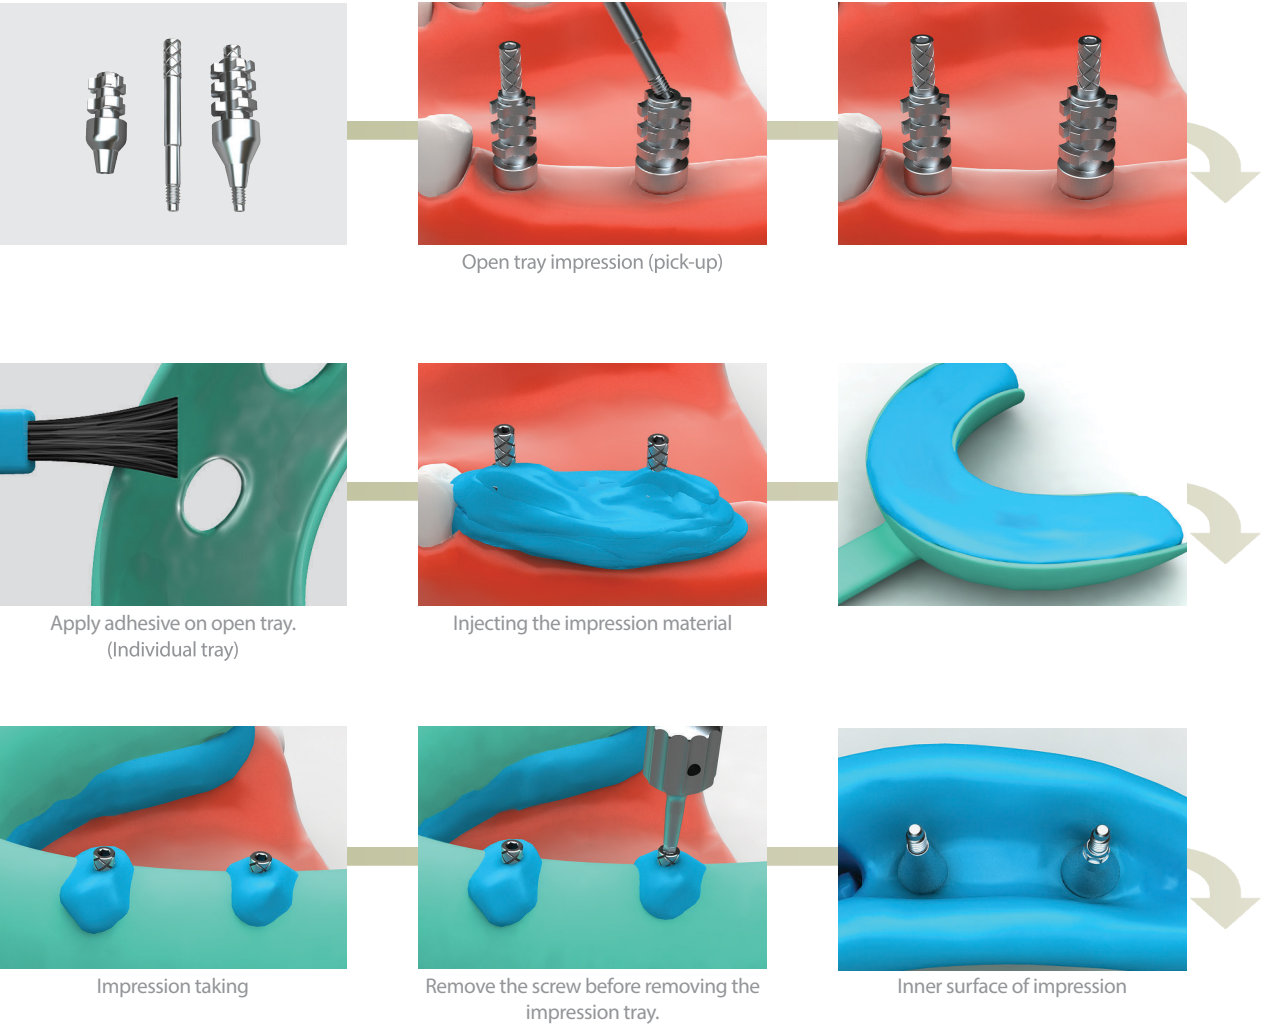 Open tray impression (pick-up)
Apply adhesive on open tray.
(Individual tray)
Injecting the impression material
Impression taking
Remove the screw before removing the
impression tray.
Inner surface of impression